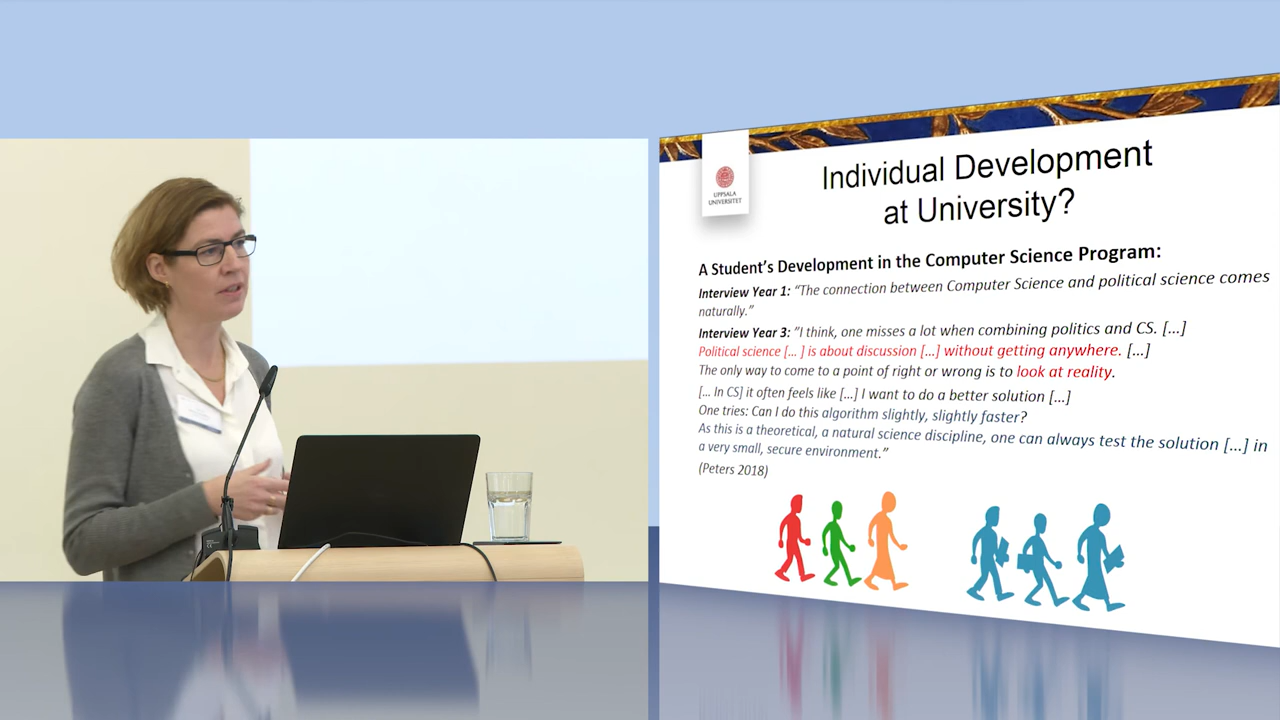 UPPSALA
UNIVERSITET
Individual Development
at University?
A Student's Development in the Computer Science Program:
Interview Year 1: "The connection between Computer Science and political science comes
naturally."
Interview Year 3: "I think, one misses a lot when combining politics and CS. [...]
Political science [... ] is about discussion [...] without getting anywhere. [...]
The only way to come to a point of right or wrong is to look at reality.
[... In CS] it often feels like [...] I want to do a better solution [...]
One tries: Can I do this algorithm slightly, slightly faster?
As this is a theoretical, a natural science discipline, one can always test the solution [...] in
a very small, secure environment."
(Peters 2018)